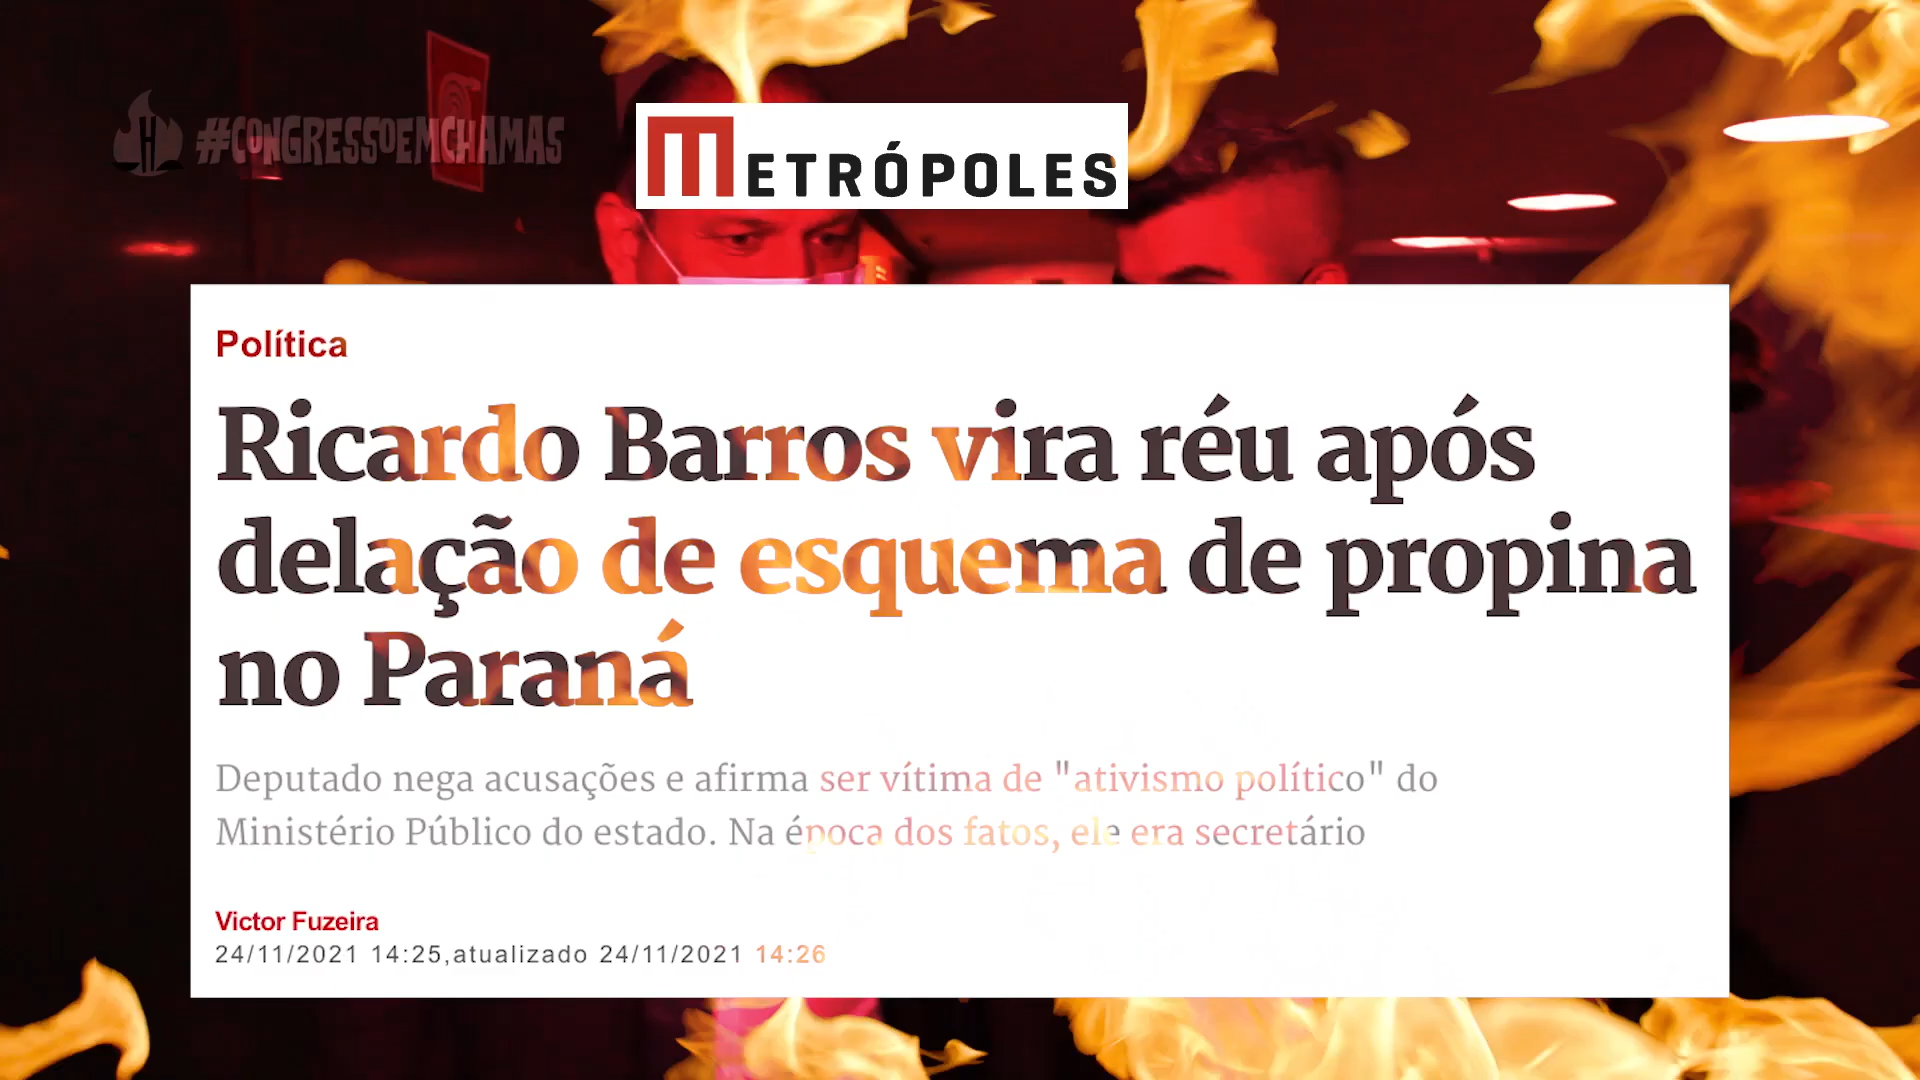 #CONGRESSOEMCHAMAS
METRÓPOLES
Política
Ricardo Barros vira réu após
delação de esquema de propina
no Paraná
Deputado nega acusações e afirma ser vítima de "ativismo político" do
Ministério Público do estado. Na época dos fatos, ele era secretário
Victor Fuzeira
24/11/2021 14:25,atualizado 24/11/2021 14:26